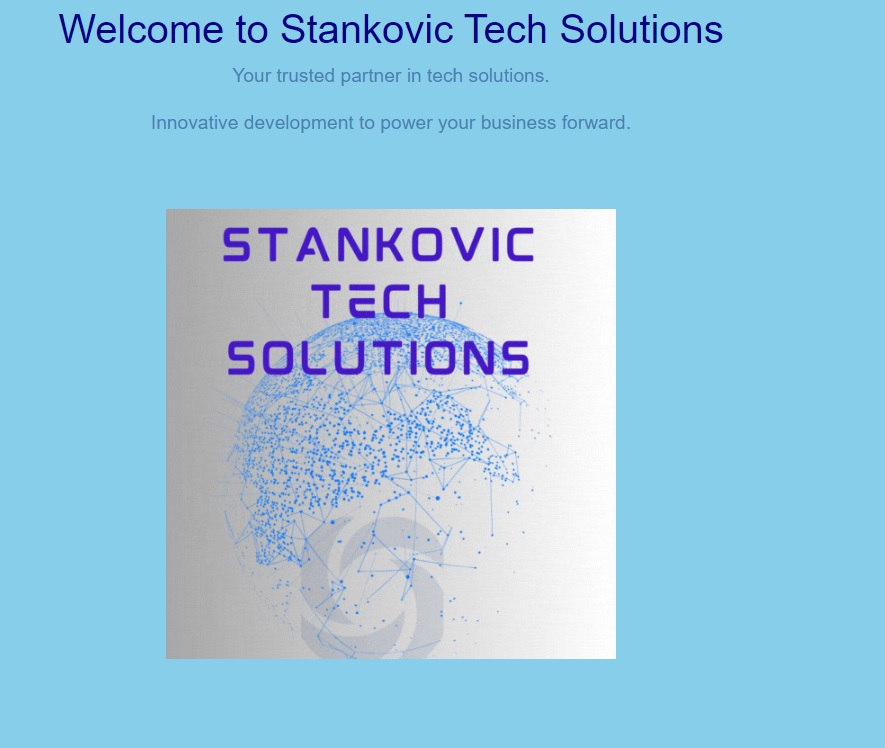 Welcome to Stankovic Tech Solutions
Your trusted partner in tech solutions.
Innovative development to power your business forward.
STANKOVIC
TECH
SOLUTIONS